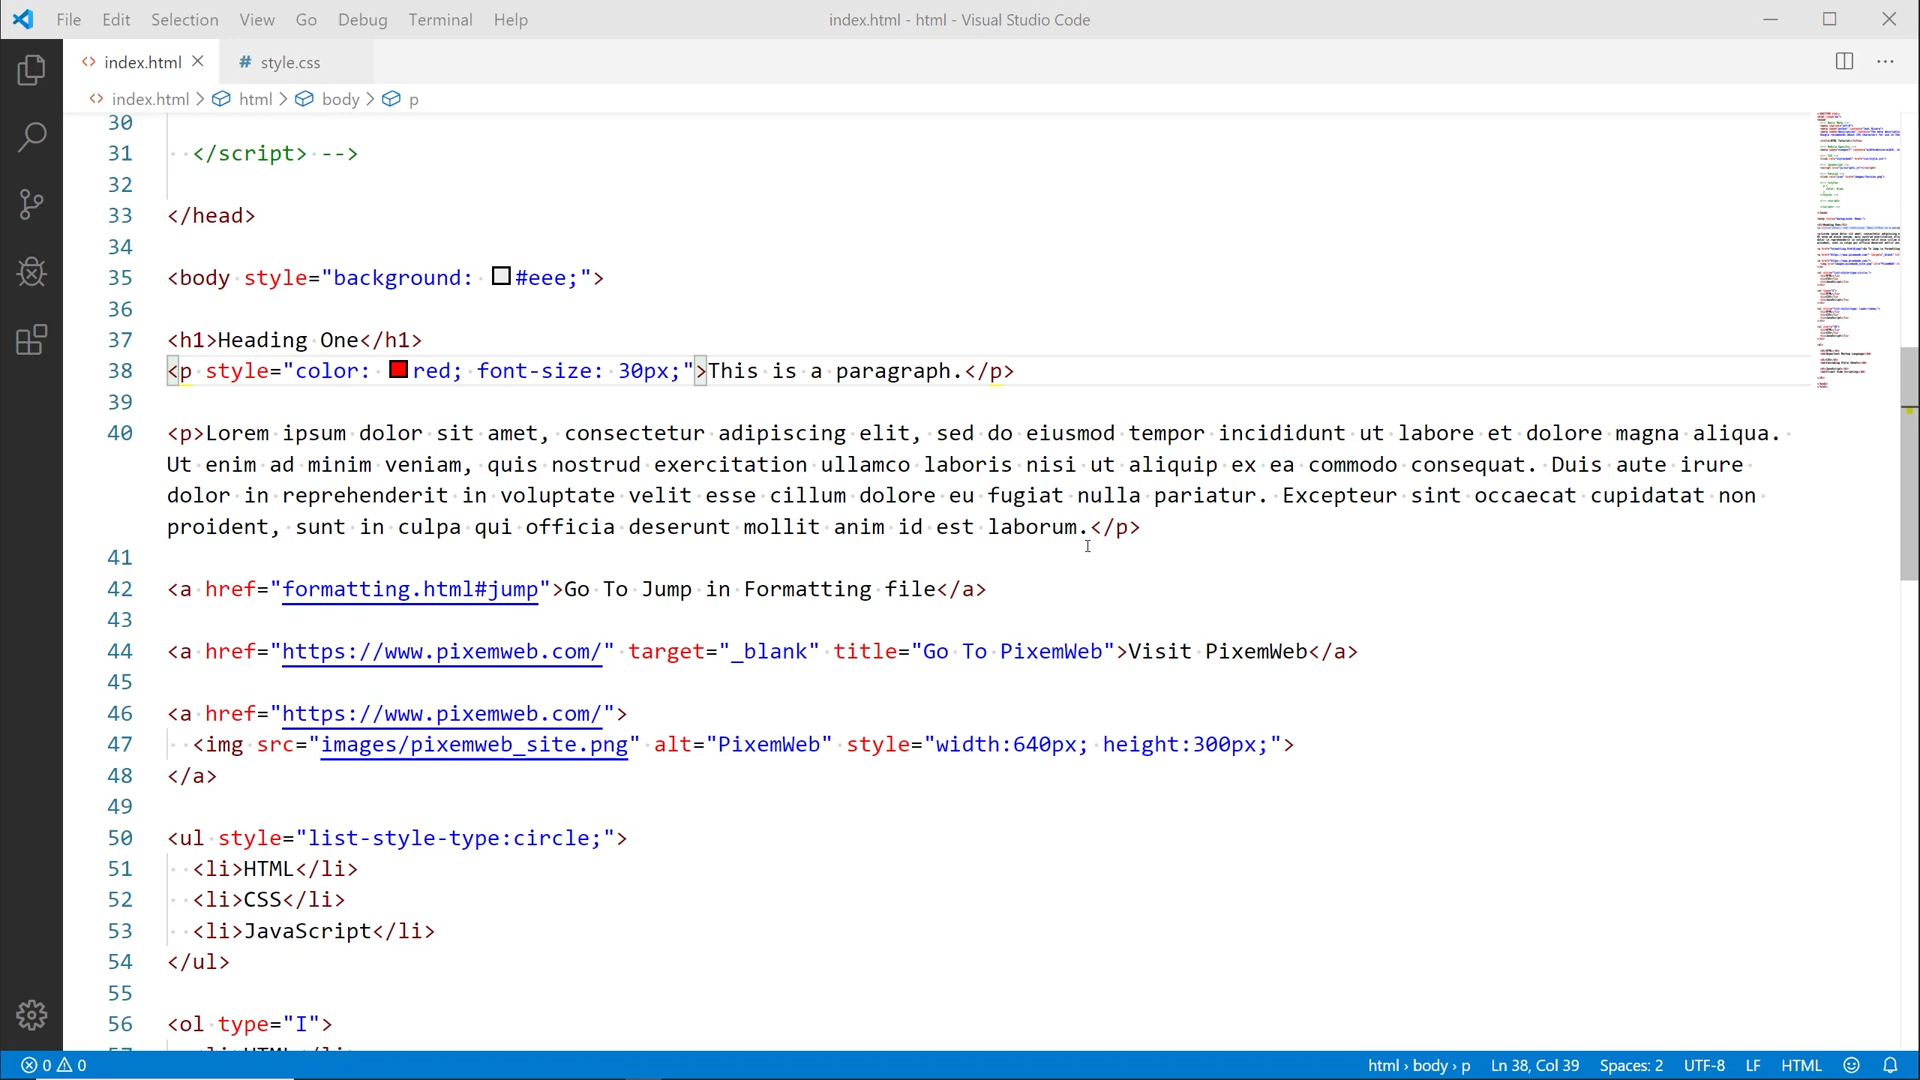 File Edit Selection View Go Debug Terminal Help
index.html - html - Visual Studio Code
index.html
# style.css
index.html > html > body > p
30
31 </script> -->
32
33 </head>
34
35 <body style="background: #eee;">
36
37 <h1>Heading One</h1>
38 <p style="color: red; font-size: 30px;">This is a paragraph.</p>
39
40 <p>Lorem ipsum dolor sit amet, consectetur adipiscing elit, sed do eiusmod tempor incididunt ut labore et dolore magna aliqua.
Ut enim ad minim veniam, quis nostrud exercitation ullamco laboris nisi ut aliquip ex ea commodo consequat. Duis aute irure
dolor in reprehenderit in voluptate velit esse cillum dolore eu fugiat nulla pariatur. Excepteur sint occaecat cupidatat non
proident, sunt in culpa qui officia deserunt mollit anim id est laborum.</p>
41
42 <a href="formatting.html#jump">Go To Jump in Formatting file</a>
43
44 <a href="https://www.pixemweb.com/" target="_blank" title="Go To PixemWeb">Visit PixemWeb</a>
45
46 <a href="https://www.pixemweb.com/">
47 <img src="images/pixemweb_site.png" alt="PixemWeb" style="width:640px; height:300px;">
48 </a>
49
50 <ul style="list-style-type:circle;">
51 <li>HTML</li>
52 <li>CSS</li>
53 <li>JavaScript</li>
54 </ul>
55
56 <ol type="I">
57 <li>HTML</li>
0 0
html > body > p Ln 38, Col 39 Spaces: 2 UTF-8 LF HTML